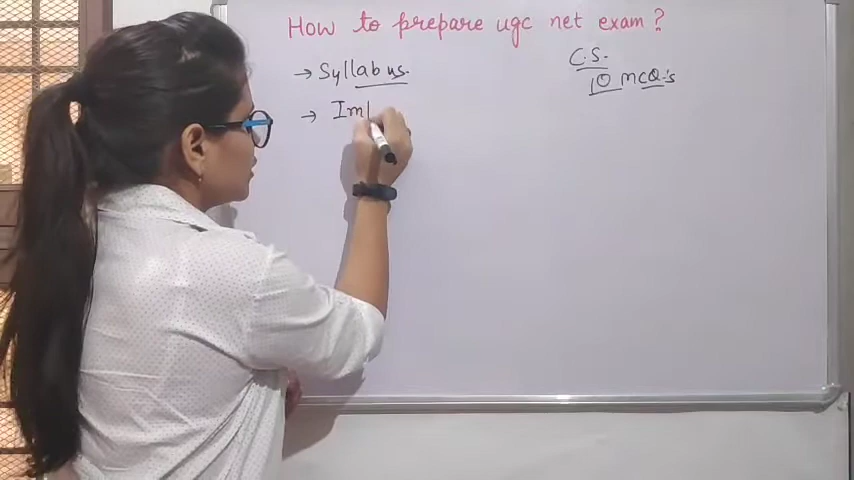 How to prepare ugc net exam ?
→ Syllabus.
C.S.
10 MCQ's
→ Im